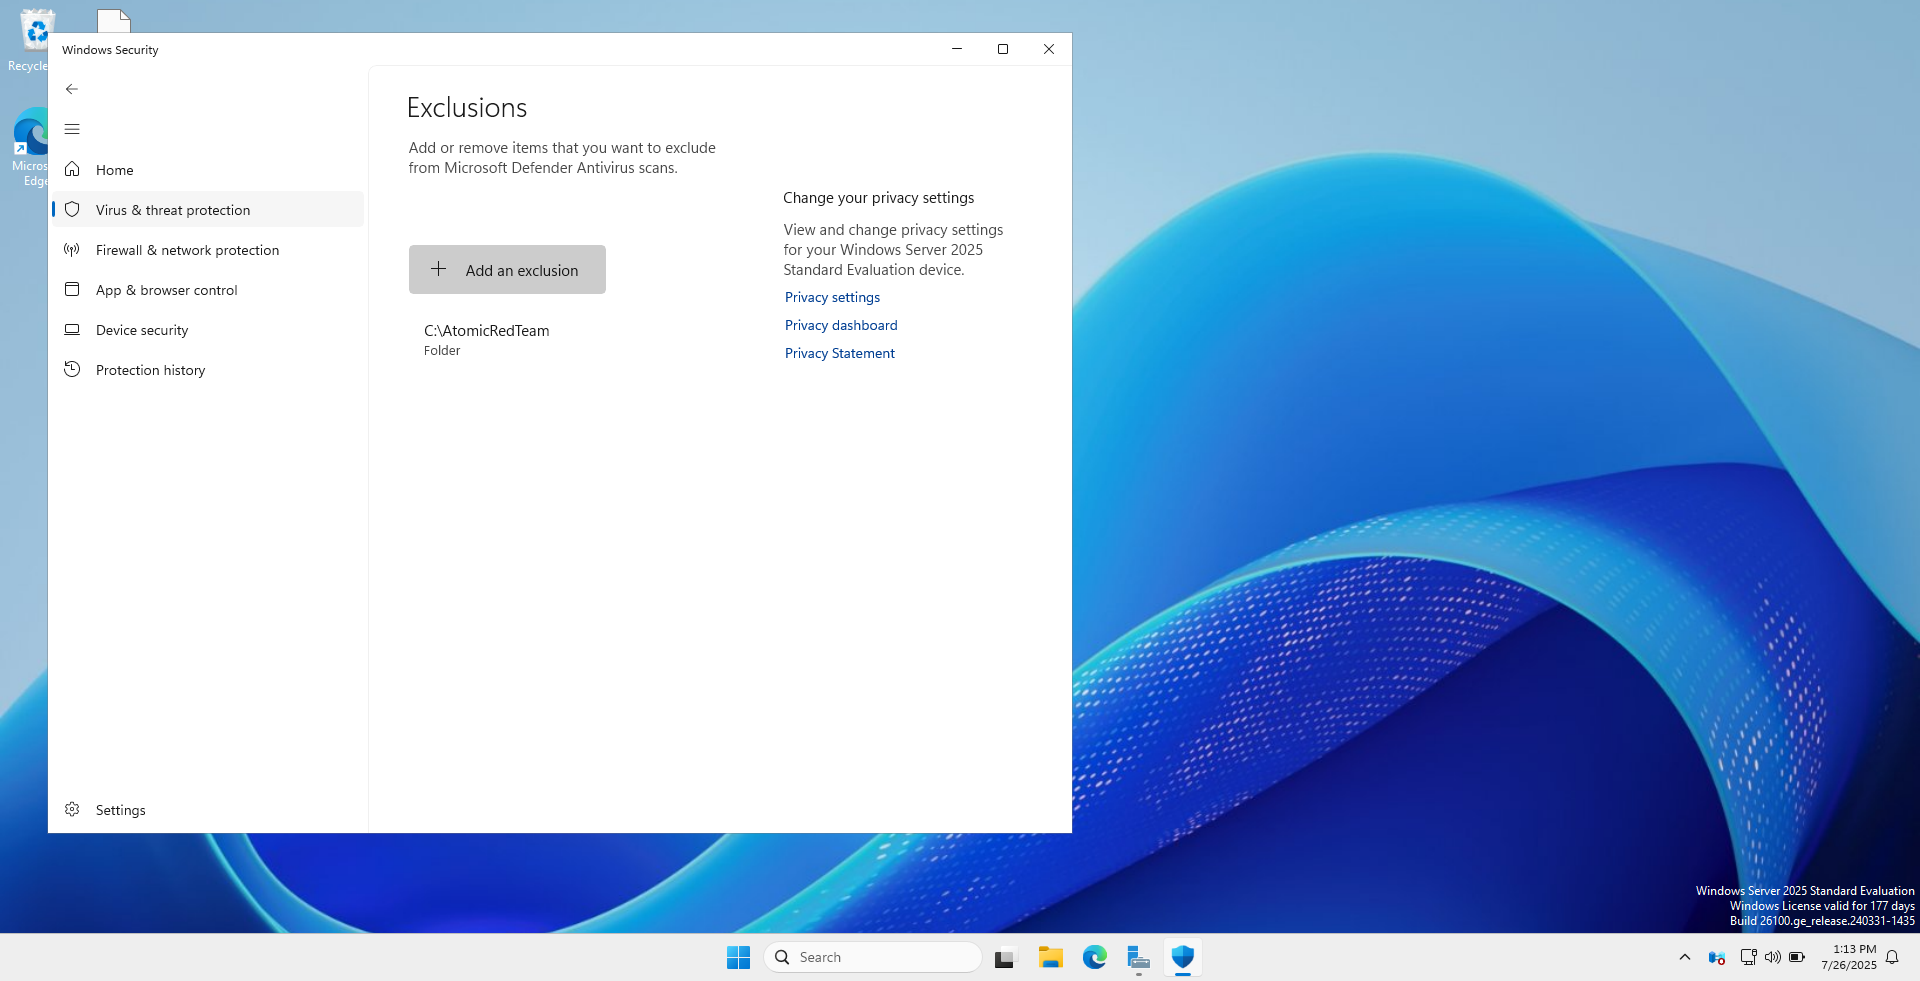 Recycle
Micros
Edge
Windows Security
Home
Virus & threat protection
Firewall & network protection
App & browser control
Device security
Protection history
Settings
Exclusions
Add or remove items that you want to exclude
from Microsoft Defender Antivirus scans.
Add an exclusion
C:\AtomicRedTeam
Folder
Change your privacy settings
View and change privacy settings
for your Windows Server 2025
Standard Evaluation device.
Privacy settings
Privacy dashboard
Privacy Statement
Windows Server 2025 Standard Evaluation
Windows License valid for 177 days
Build 26100.ge_release.240331-1435
Search
1:13 PM
7/26/2025